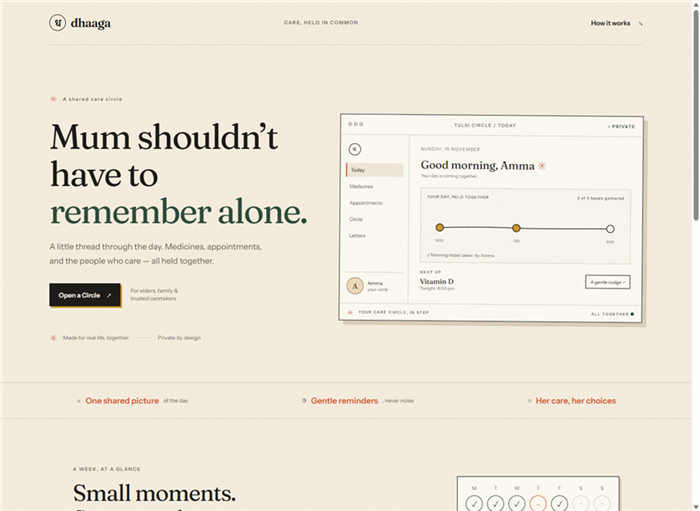 dhaaga
CARE, HELD IN COMMON
How it works
A shared care circle
Mum shouldn't
have to
remember alone.
A little thread through the day. Medicines, appointments,
and the people who care — all held together.
Open a Circle ↗
For elders, family &
trusted caretakers
Made for real life, together
Private by design
TULSI CIRCLE / TODAY
PRIVATE
Today
Medicines
Appointments
Circle
Letters
A
Amma
your circle
SUNDAY, 15 NOVEMBER
Good morning, Amma
Your day is coming together.
YOUR DAY, HELD TOGETHER
2 of 3 beads gathered
Morning tablet taken by Amma
NEXT UP
Vitamin D
Tonight · 8:00 pm
A gentle nudge
YOUR CARE CIRCLE, IN STEP
ALL TOGETHER
One shared picture of the day
Gentle reminders , never noise
Her care, her choices
A WEEK, AT A GLANCE
Small moments.
M T W T F S S